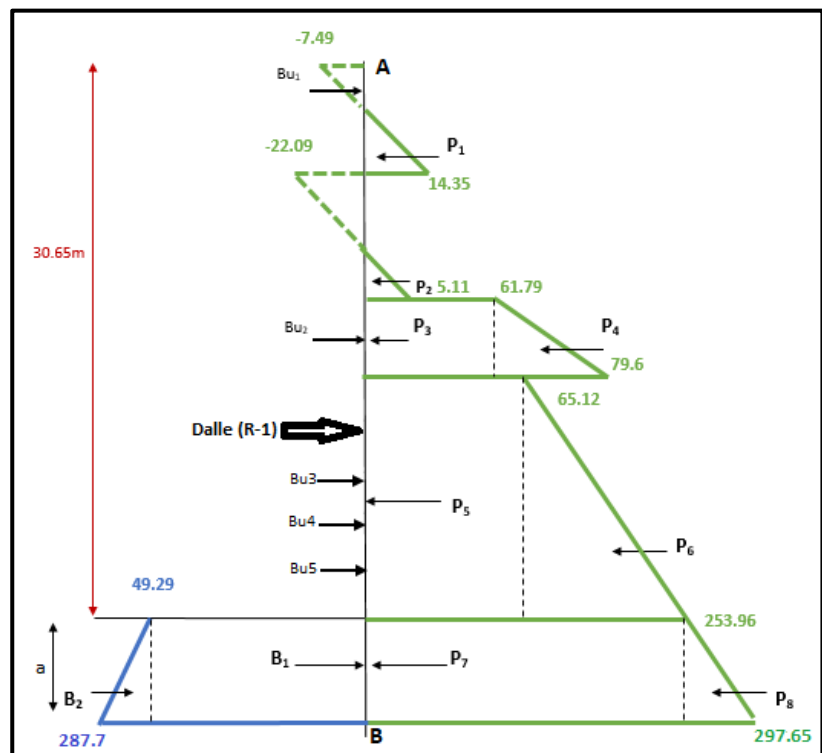 -7.49
A
Bu₁
P₁
-22.09
14.35
30.65m
P₂ 5.11 61.79
Bu₂
P₃
P₄
79.6
65.12
Dalle (R-1)
Bu3
P₅
Bu4
P₆
Bu5
49.29
253.96
a
B₁
P₇
B₂
P₈
287.7
B
297.65